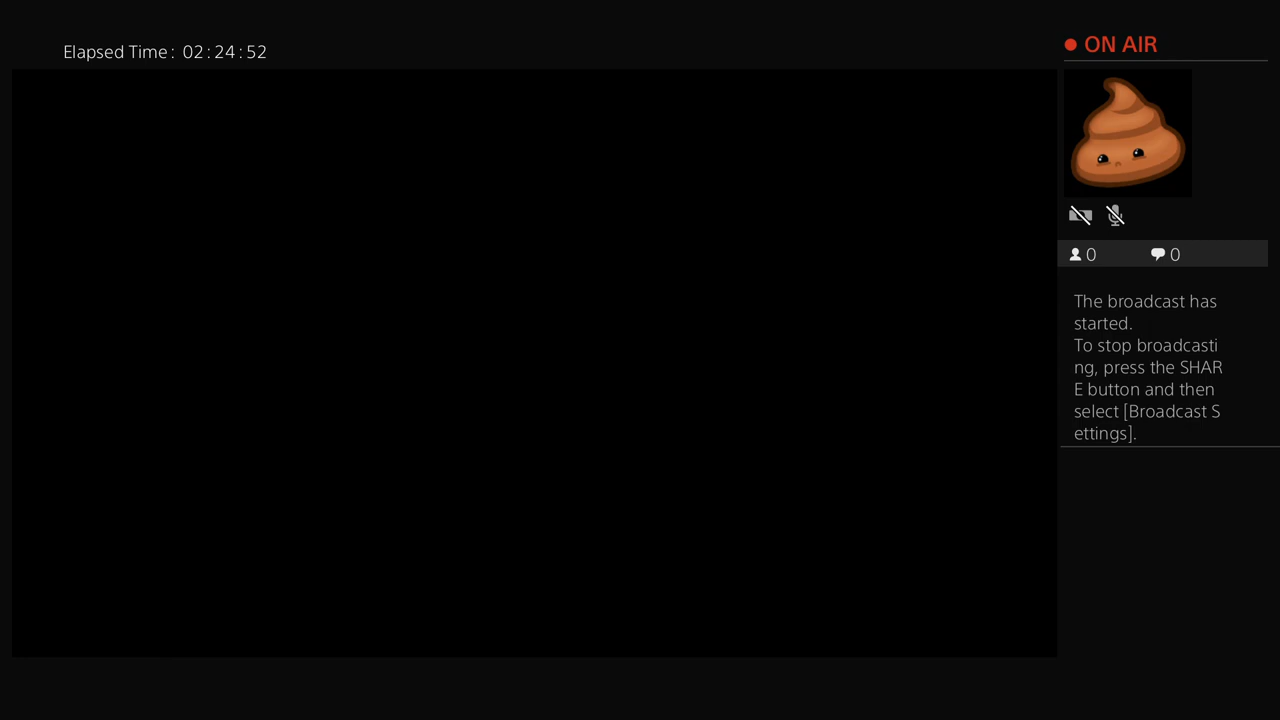 Elapsed Time: 02:24:52
ON AIR
0
0
The broadcast has
started.
To stop broadcasti
ng, press the SHAR
E button and then
select [Broadcast S
ettings].